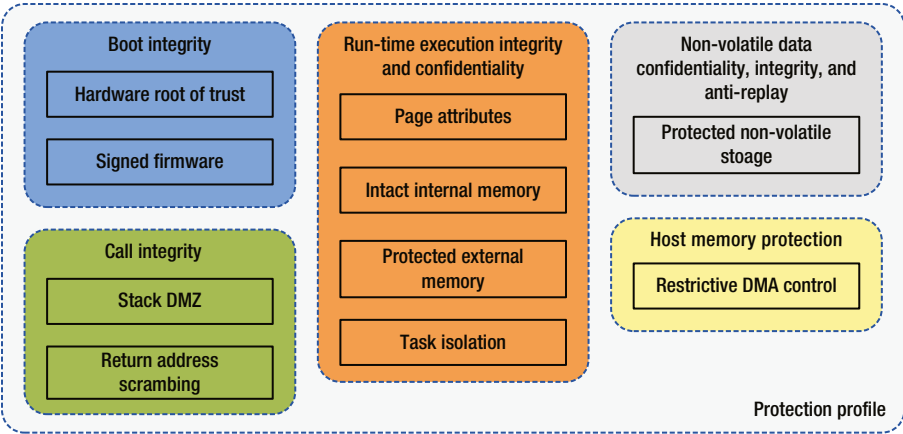 Boot integrity
Hardware root of trust
Signed firmware
Call integrity
Stack DMZ
Return address
scrambing
Run-time execution integrity
and confidentiality
Page attributes
Intact internal memory
Protected external
memory
Task isolation
Non-volatile data
confidentiality, integrity, and
anti-replay
Protected non-volatile
stoage
Host memory protection
Restrictive DMA control
Protection profile